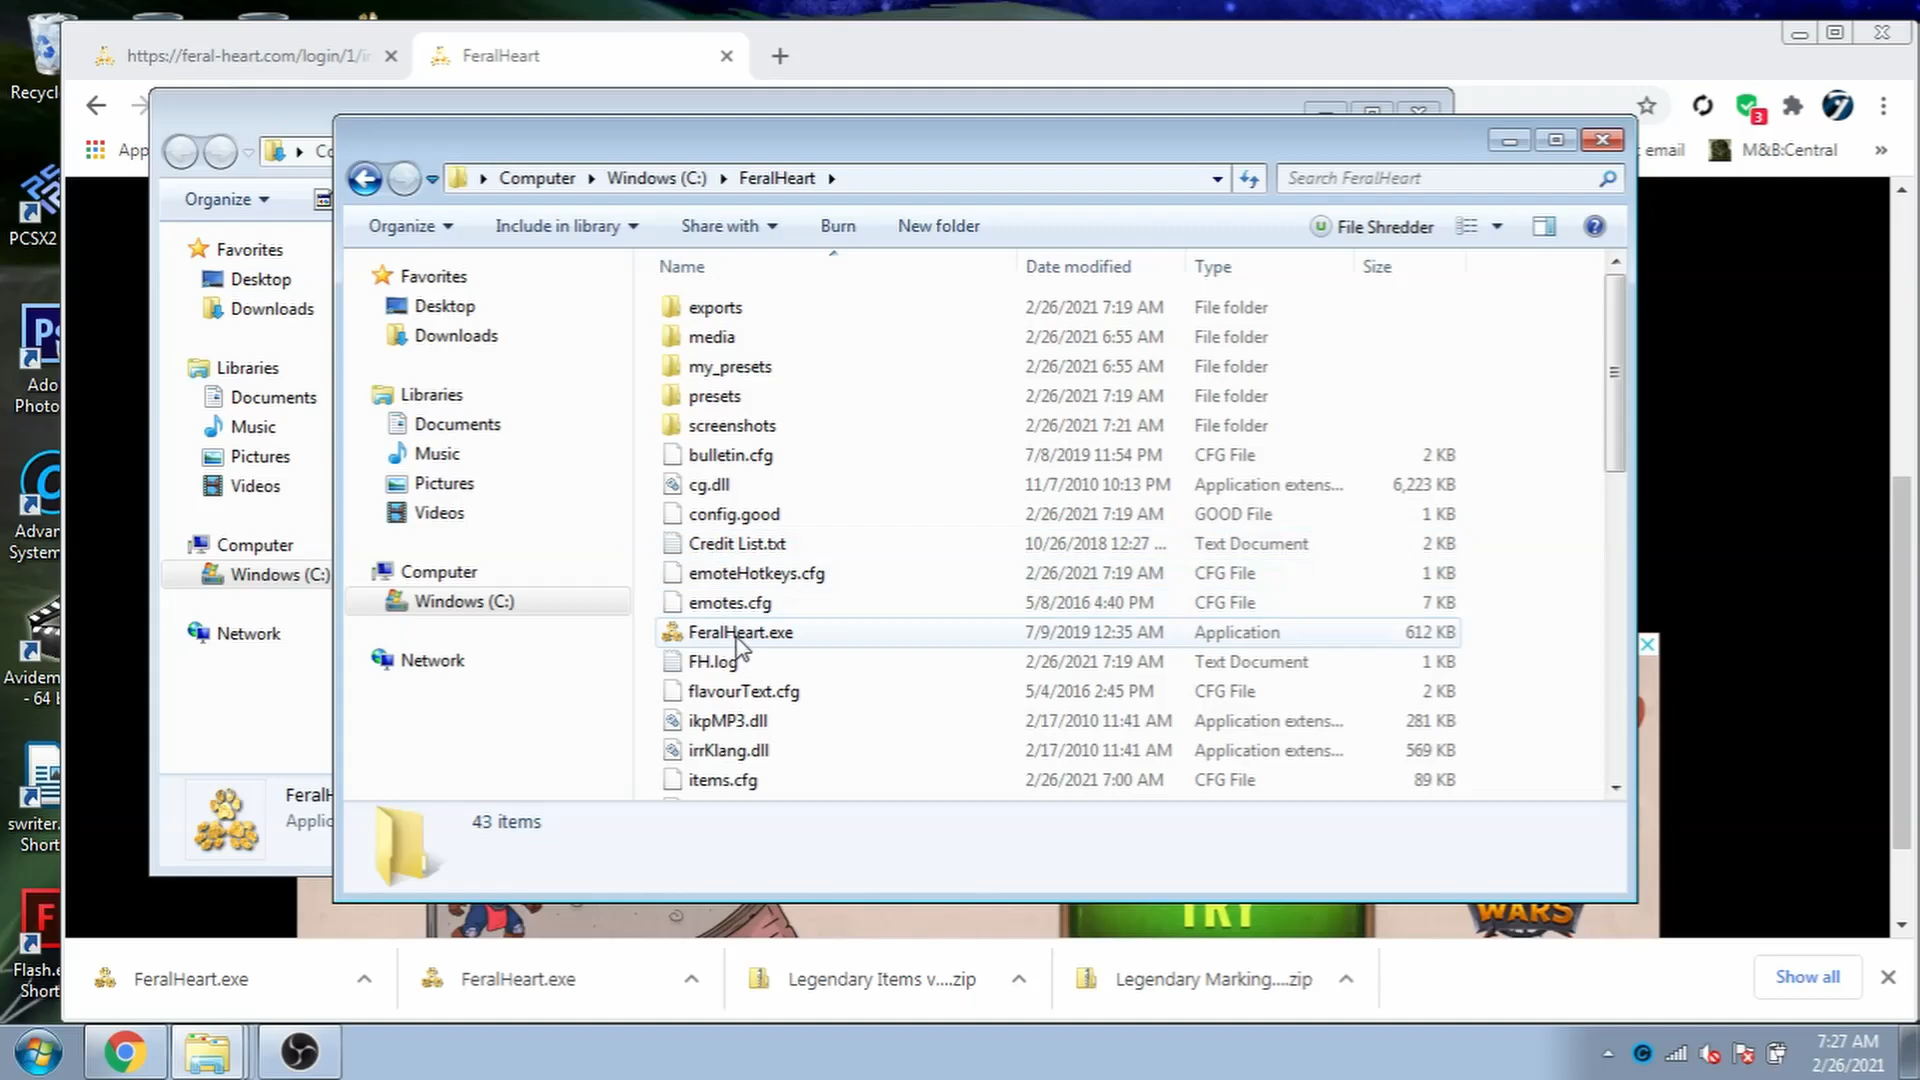 https://feral-heart.com/login/1/i
FeralHeart
Recycl
App
email
M&B:Central
3
Co
Computer
Windows (C:)
FeralHeart
Search FeralHeart
Organize
Organize
Include in library
Share with
Burn
New folder
File Shredder
PCSX2
Favorites
Desktop
Downloads
Libraries
Documents
Music
Pictures
Videos
Computer
Windows (C:)
Network
FeralH
Applic
Favorites
Desktop
Downloads
Libraries
Documents
Music
Pictures
Videos
Computer
Windows (C:)
Network
Name Date modified Type Size
exports 2/26/2021 7:19 AM File folder
media 2/26/2021 6:55 AM File folder
my_presets 2/26/2021 6:55 AM File folder
presets 2/26/2021 7:19 AM File folder
screenshots 2/26/2021 7:21 AM File folder
bulletin.cfg 7/8/2019 11:54 PM CFG File 2 KB
cg.dll 11/7/2010 10:13 PM Application extens... 6,223 KB
config.good 2/26/2021 7:19 AM GOOD File 1 KB
Credit List.txt 10/26/2018 12:27 ... Text Document 2 KB
emoteHotkeys.cfg 2/26/2021 7:19 AM CFG File 1 KB
emotes.cfg 5/8/2016 4:40 PM CFG File 7 KB
FeralHeart.exe 7/9/2019 12:35 AM Application 612 KB
FH.log 2/26/2021 7:19 AM Text Document 1 KB
flavourText.cfg 5/4/2016 2:45 PM CFG File 2 KB
ikpMP3.dll 2/17/2010 11:41 AM Application extens... 281 KB
irrKlang.dll 2/17/2010 11:41 AM Application extens... 569 KB
items.cfg 2/26/2021 7:00 AM CFG File 89 KB
43 items
Ps
Ado
Photo
Advan
System
Avidem
- 64 b
swriter.
Short
F
Flash.e
Short
TRY
WARS
FeralHeart.exe
FeralHeart.exe
Legendary Items v....zip
Legendary Marking....zip
Show all
7:27 AM
2/26/2021